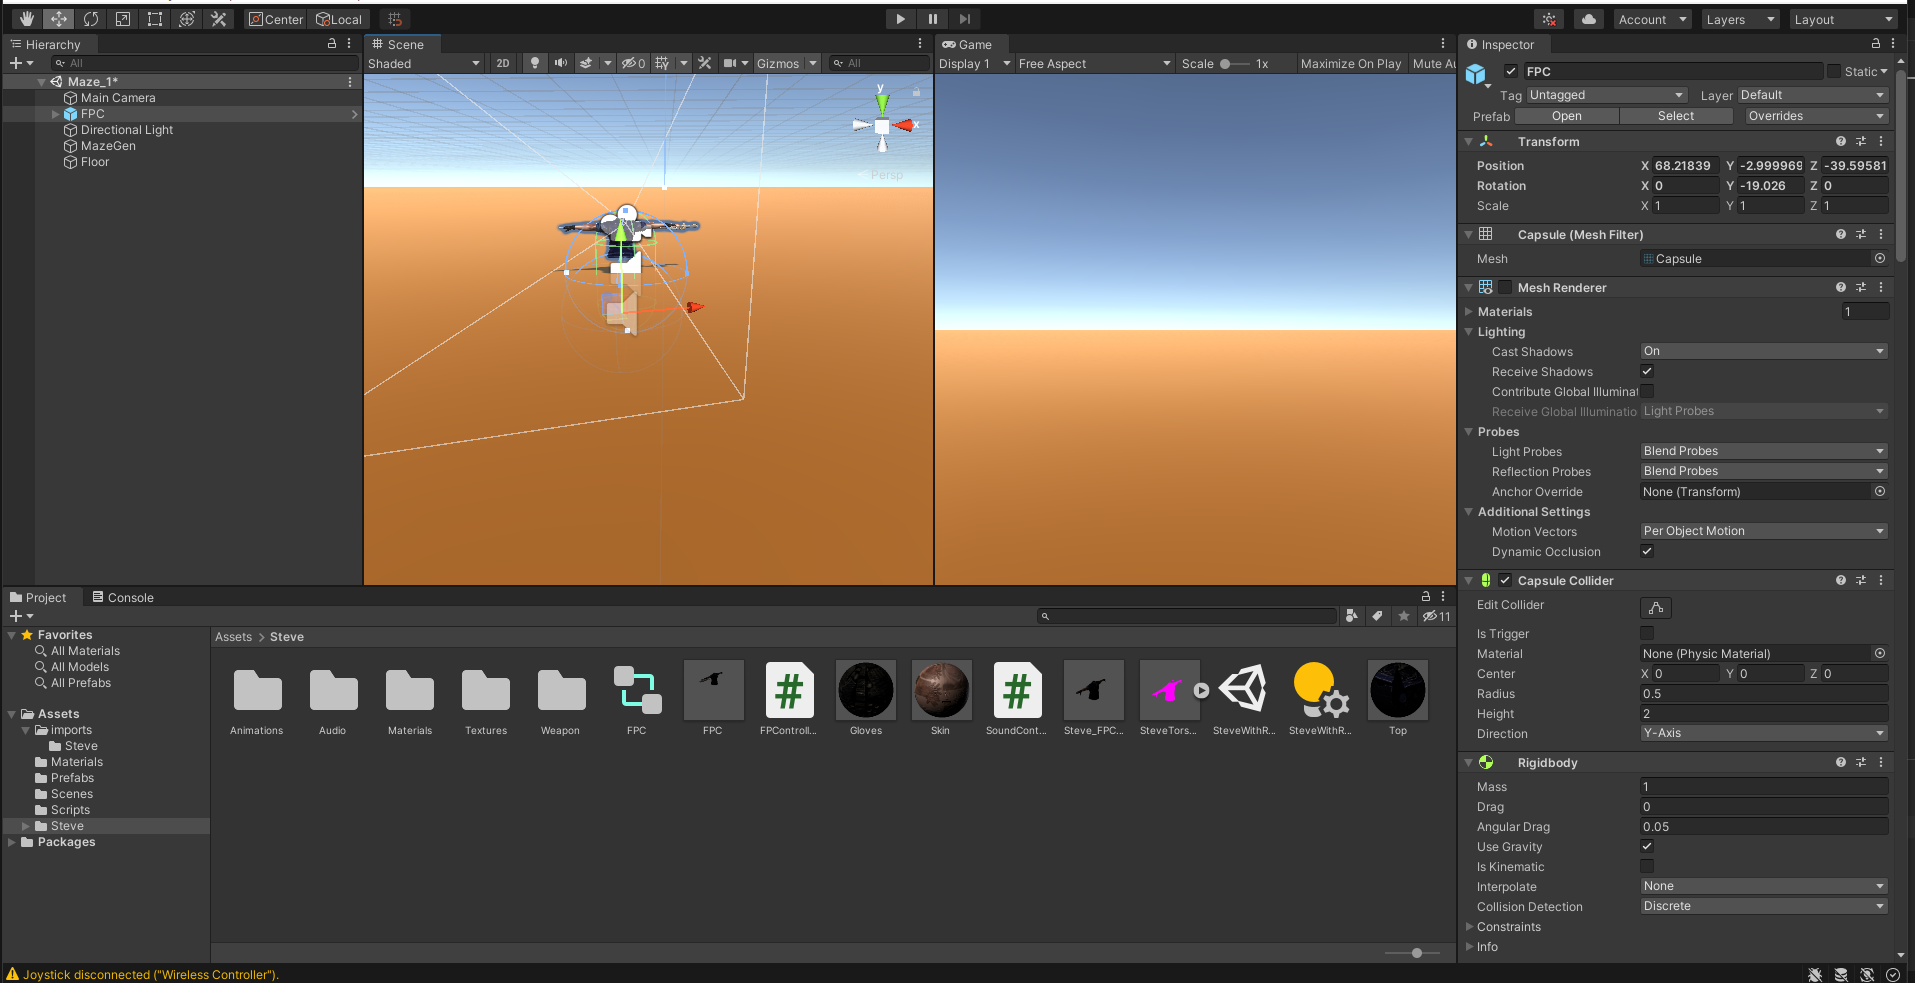 Center
Local
Account
Layers
Layout
Hierarchy
All
Maze_1*
Main Camera
FPC
Directional Light
MazeGen
Floor
Scene
Shaded
2D
0
Gizmos
All
y
x
Persp
Game
Display 1
Free Aspect
Scale
1x
Maximize On Play
Mute Au
Inspector
FPC
Static
Tag
Untagged
Layer
Default
Prefab
Open
Select
Overrides
Transform
Position
X 68.21839
Y -2.999969
Z -39.59581
Rotation
X 0
Y -19.026
Z 0
Scale
X 1
Y 1
Z 1
Capsule (Mesh Filter)
Mesh
Capsule
Mesh Renderer
Materials
1
Lighting
Cast Shadows
On
Receive Shadows
Contribute Global Illuminat
Receive Global Illuminatio
Light Probes
Probes
Light Probes
Blend Probes
Reflection Probes
Blend Probes
Anchor Override
None (Transform)
Additional Settings
Motion Vectors
Per Object Motion
Dynamic Occlusion
Capsule Collider
Edit Collider
Is Trigger
Material
None (Physic Material)
Center
X 0
Y 0
Z 0
Radius
0.5
Height
2
Direction
Y-Axis
Rigidbody
Mass
1
Drag
0
Angular Drag
0.05
Use Gravity
Is Kinematic
Interpolate
None
Collision Detection
Discrete
Constraints
Info
Project
Console
11
Favorites
All Materials
All Models
All Prefabs
Assets
imports
Steve
Materials
Prefabs
Scenes
Scripts
Steve
Packages
Assets > Steve
Animations
Audio
Materials
Textures
Weapon
FPC
FPC
FPControll...
Gloves
Skin
SoundCont...
Steve_FPC...
SteveTors...
SteveWithR...
SteveWithR...
Top
Joystick disconnected ("Wireless Controller").